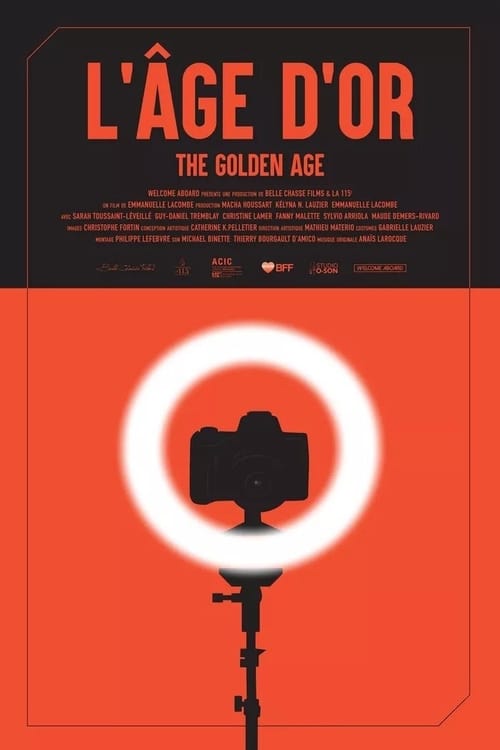 L'ÂGE D'OR
THE GOLDEN AGE
WELCOME ABOARD PRÉSENTE UNE PRODUCTION DE BELLE CHASSE FILMS & LA 115e
UN FILM DE EMMANUELLE LACOMBE PRODUCTION MACHA HOUSSART KÉLYNA N. LAUZIER EMMANUELLE LACOMBE
AVEC SARAH TOUSSAINT-LÉVEILLÉ GUY-DANIEL TREMBLAY CHRISTINE LAMER FANNY MALETTE SYLVIO ARRIOLA MAUDE DEMERS-RIVARD
IMAGES CHRISTOPHE FORTIN CONCEPTION ARTISTIQUE CATHERINE K.PELLETIER DIRECTION ARTISTIQUE MATHIEU MATERIO COSTUMES GABRIELLE LAUZIER
MONTAGE PHILIPPE LEFEBVRE SON MICHAEL BINETTE THIERRY BOURGAULT D'AMICO MUSIQUE ORIGINALE ANAÏS LAROCQUE
115e ACIC BFF STUDIO O-SON WELCOME ABOARD